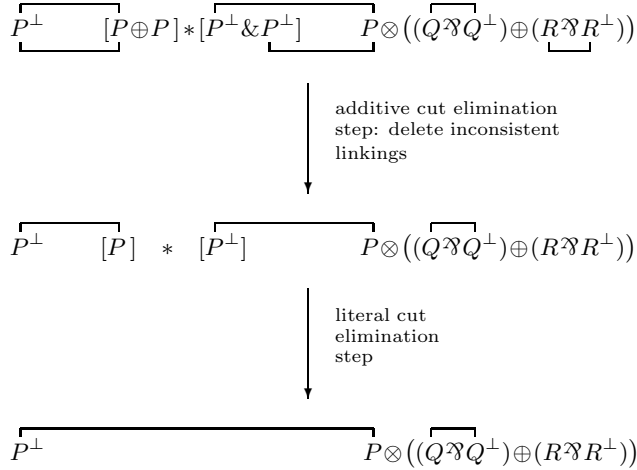 P⊥ [P⊕P]∗[P⊥&P⊥] P⊗((Q⅋Q⊥)⊕(R⅋R⊥))
additive cut elimination
step: delete inconsistent
linkings
P⊥ [P] ∗ [P⊥] P⊗((Q⅋Q⊥)⊕(R⅋R⊥))
literal cut
elimination
step
P⊥ P⊗((Q⅋Q⊥)⊕(R⅋R⊥))